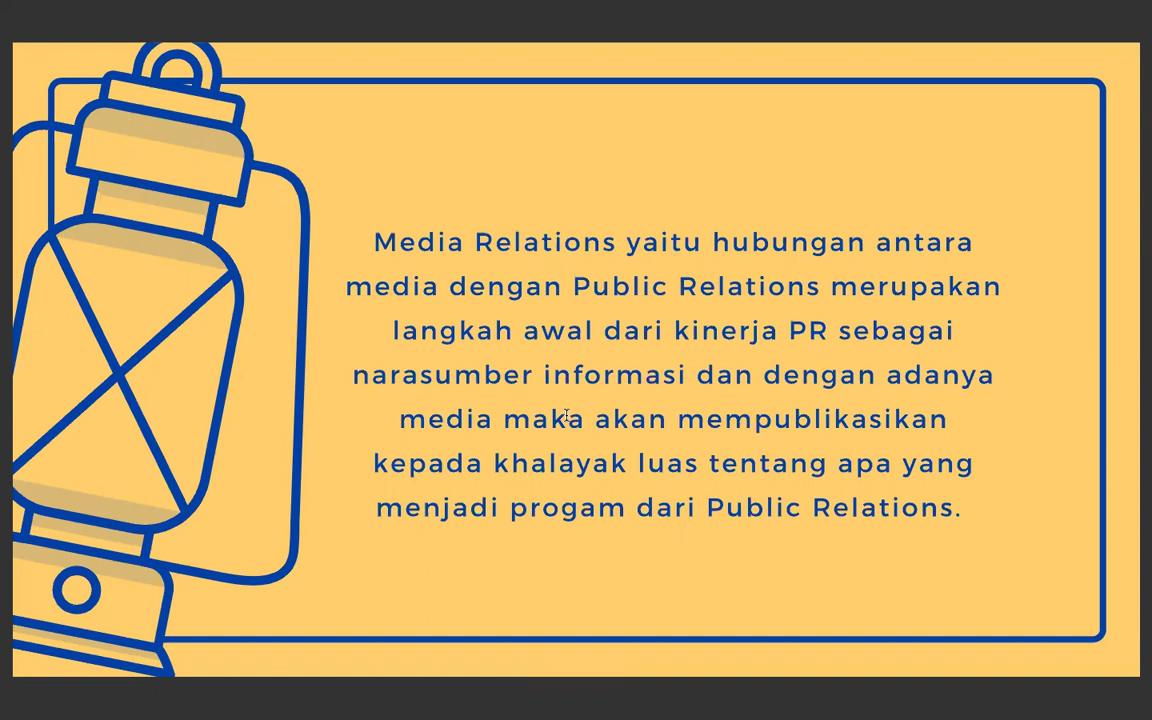 Media Relations yaitu hubungan antara
media dengan Public Relations merupakan
langkah awal dari kinerja PR sebagai
narasumber informasi dan dengan adanya
media maka akan mempublikasikan
kepada khalayak luas tentang apa yang
menjadi progam dari Public Relations.